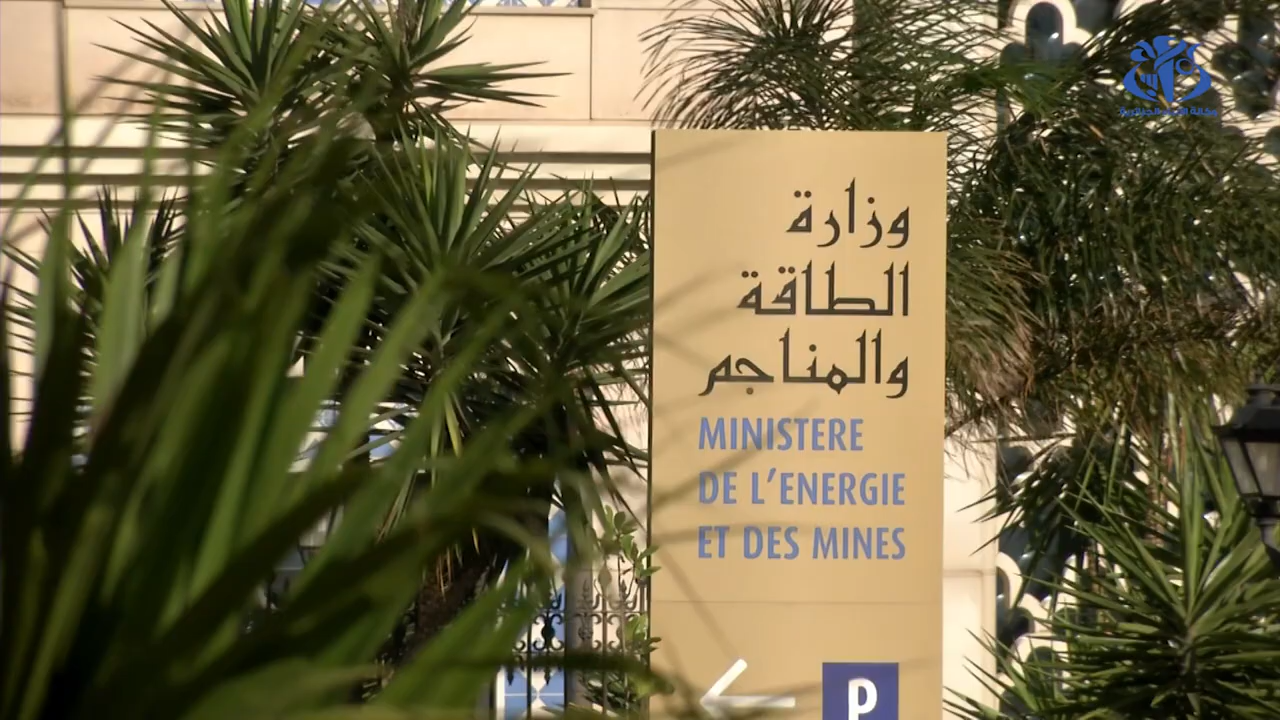 وزارة
الطاقة
والمناجم
MINISTERE
DE L'ENERGIE
ET DES MINES
P